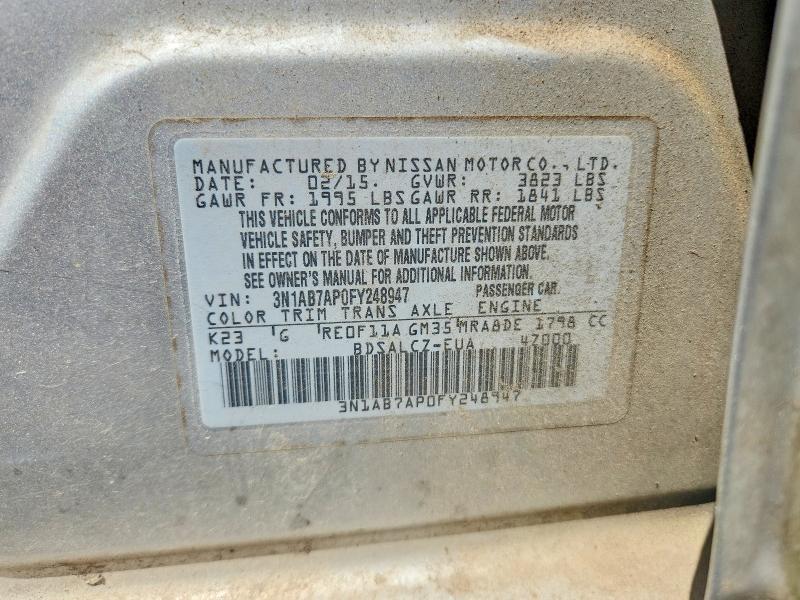 MANUFACTURED BY NISSAN MOTOR CO., LTD.
DATE: 02/15. GVWR: 3823 LBS
GAWR FR: 1995 LBS GAWR RR: 1841 LBS
THIS VEHICLE CONFORMS TO ALL APPLICABLE FEDERAL MOTOR
VEHICLE SAFETY, BUMPER AND THEFT PREVENTION STANDARDS
IN EFFECT ON THE DATE OF MANUFACTURE SHOWN ABOVE.
SEE OWNER'S MANUAL FOR ADDITIONAL INFORMATION.
VIN: 3N1AB7AP0FY248947 PASSENGER CAR.
COLOR TRIM TRANS AXLE ENGINE
K23 G RE0F11A GM35 MRA8DE 1798 CC
MODEL: BDSALCZ-EUA 47000
3N1AB7AP0FY248947